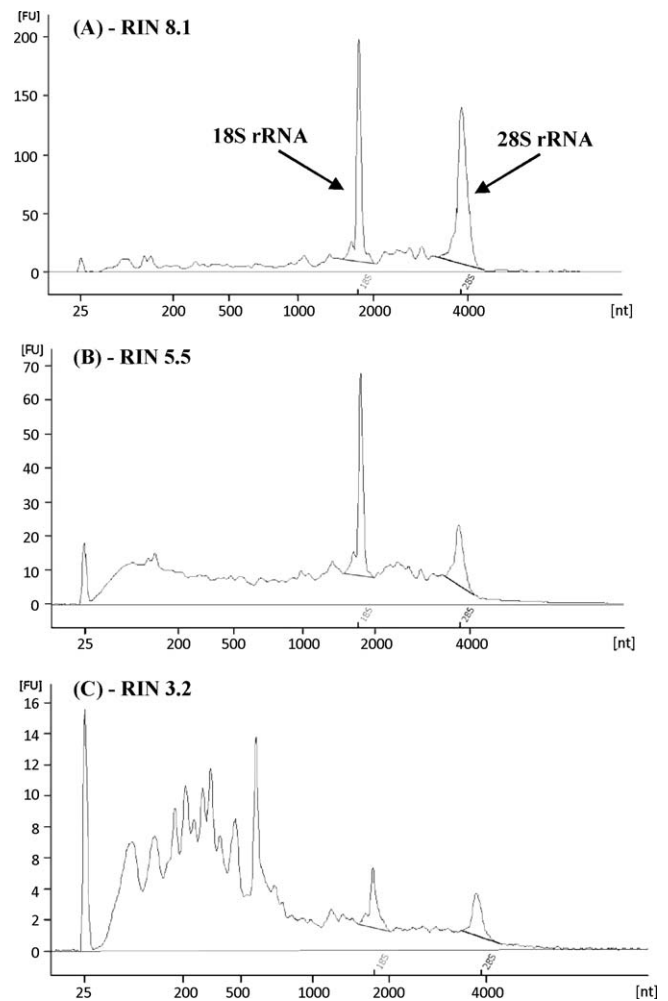 [FU]
(A) - RIN 8.1
200
150
100
50
0
18S rRNA
28S rRNA
18S
28S
25 200 500 1000 2000 4000 [nt]
[FU]
(B) - RIN 5.5
70
60
50
40
30
20
10
0
18S
28S
25 200 500 1000 2000 4000 [nt]
[FU]
(C) - RIN 3.2
16
14
12
10
8
8
4
2
0
18S
28S
25 200 500 1000 2000 4000 [nt]